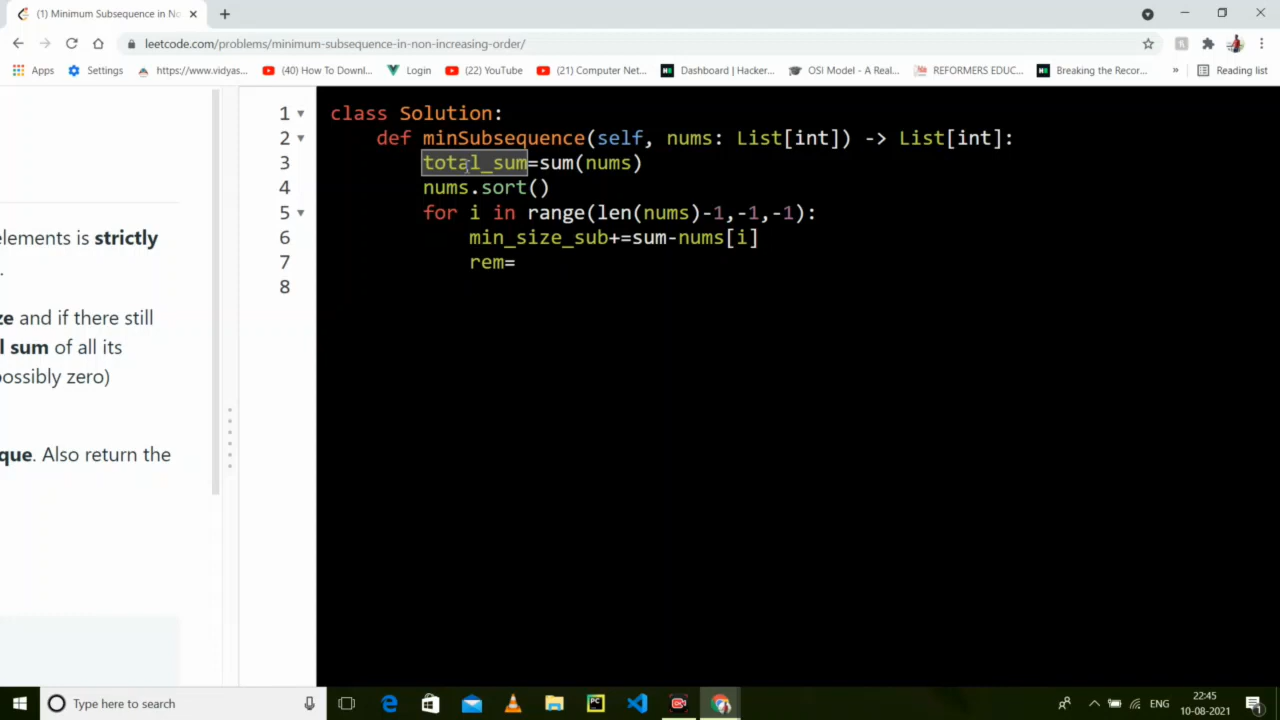 (1) Minimum Subsequence in No
leetcode.com/problems/minimum-subsequence-in-non-increasing-order/
Apps Settings https://www.vidyas... (40) How To Downl... Login (22) YouTube (21) Computer Net... Dashboard | Hacker... OSI Model - A Real... REFORMERS EDUC... Breaking the Recor... » Reading list
elements is strictly
.
ze and if there still
l sum of all its
possibly zero)
que. Also return the
1 class Solution:
2 def minSubsequence(self, nums: List[int]) -> List[int]:
3 total_sum=sum(nums)
4 nums.sort()
5 for i in range(len(nums)-1,-1,-1):
6 min_size_sub+=sum-nums[i]
7 rem=
8
Type here to search
ENG
22:45
10-08-2021
1